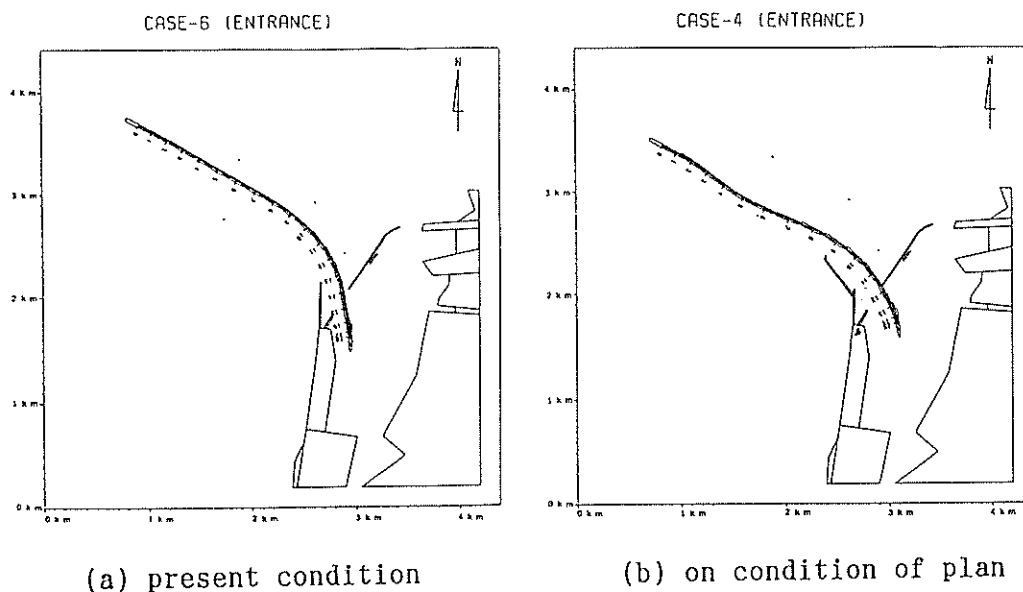 CASE-6 (ENTRANCE)
CASE-4 (ENTRANCE)
N
N
4 km
4 km
3 km
3 km
2 km
2 km
1 km
1 km
0 km
0 km
0 km 1 km 2 km 3 km 4 km
0 km 1 km 2 km 3 km 4 km
(a) present condition
(b) on condition of plan